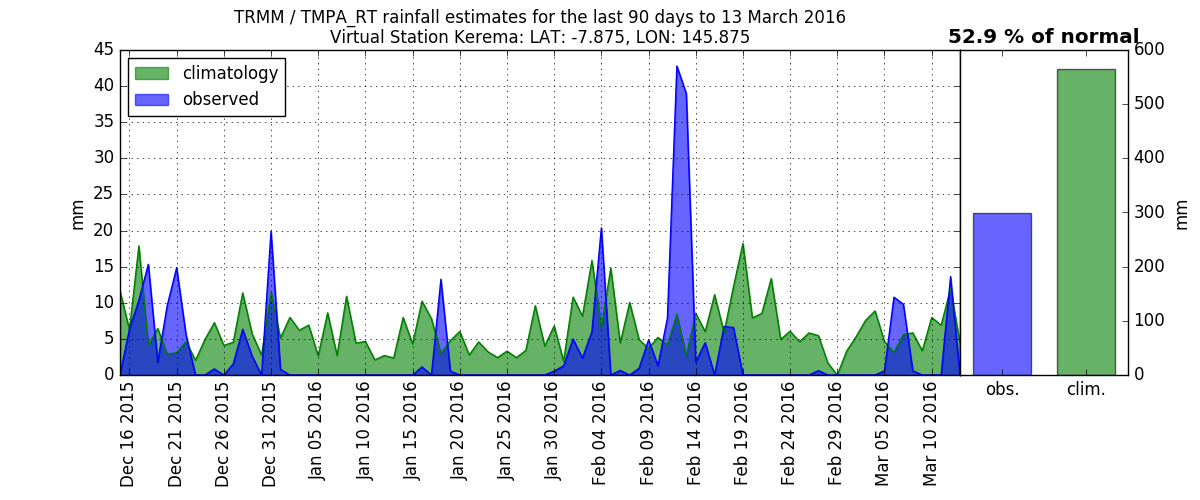 TRMM / TMPA_RT rainfall estimates for the last 90 days to 13 March 2016
Virtual Station Kerema: LAT: -7.875, LON: 145.875
52.9 % of normal
climatology
observed
mm
45
40
35
30
25
20
15
10
5
0
Dec 16 2015
Dec 21 2015
Dec 26 2015
Dec 31 2015
Jan 05 2016
Jan 10 2016
Jan 15 2016
Jan 20 2016
Jan 25 2016
Jan 30 2016
Feb 04 2016
Feb 09 2016
Feb 14 2016
Feb 19 2016
Feb 24 2016
Feb 29 2016
Mar 05 2016
Mar 10 2016
600
500
400
300
200
100
0
mm
obs.
clim.